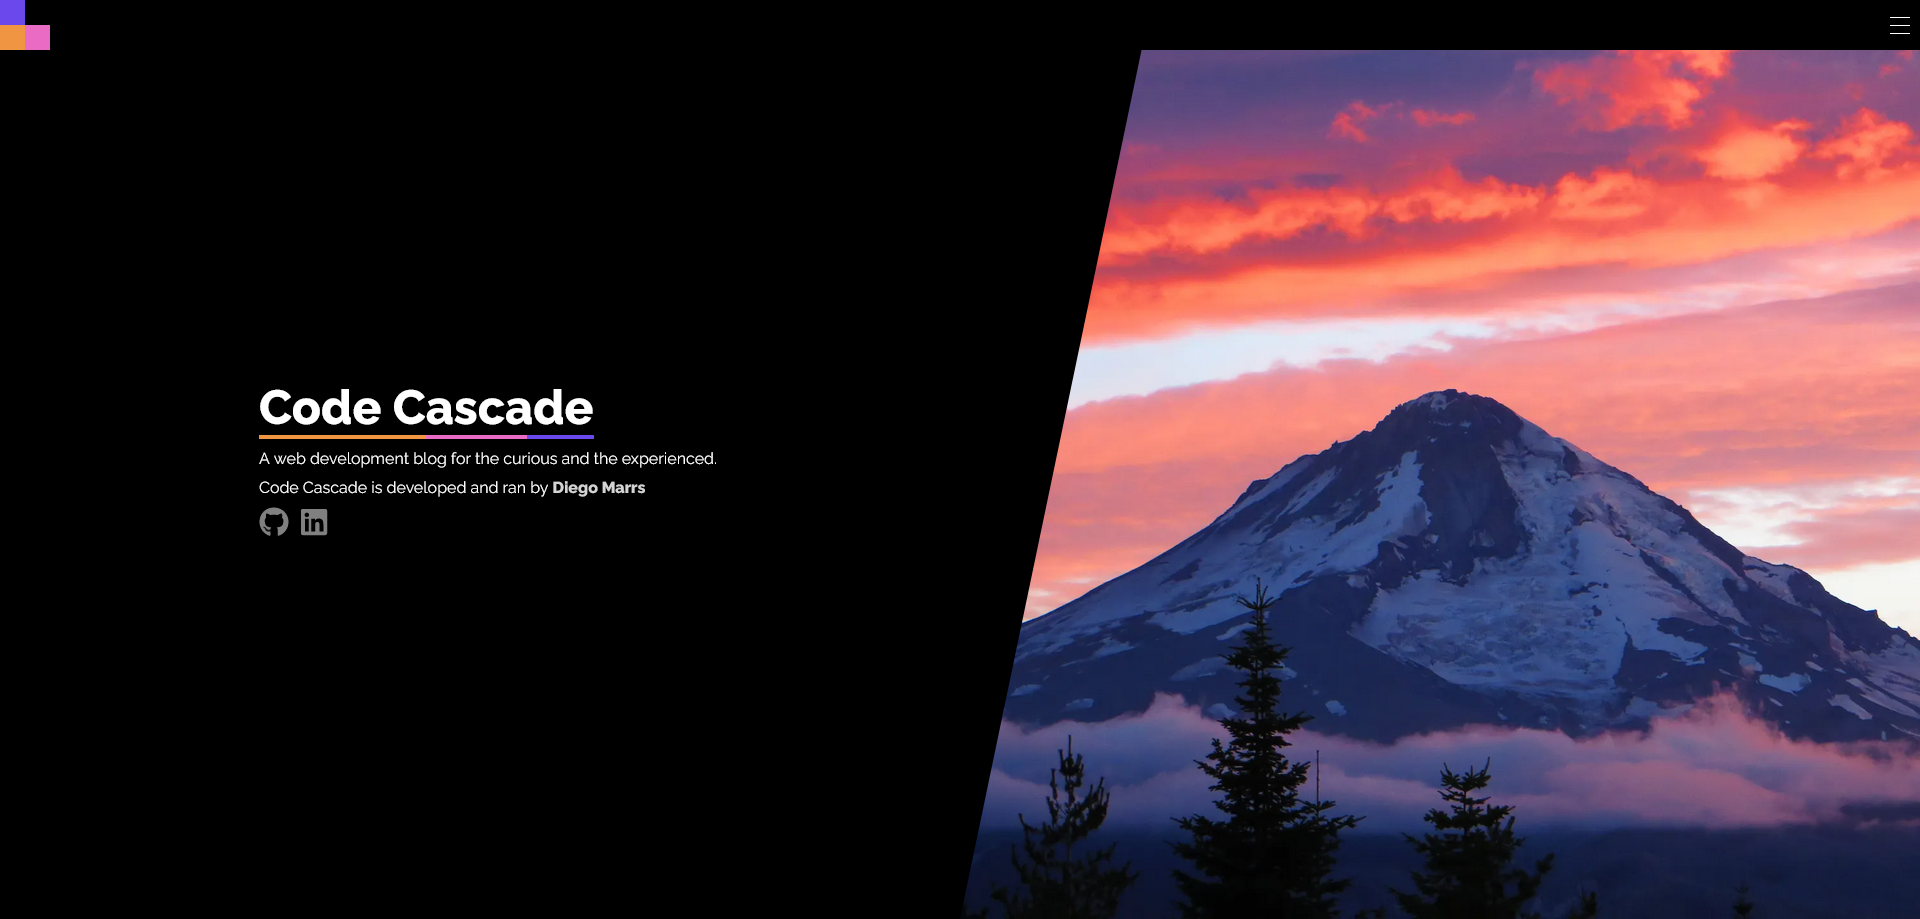 Code Cascade
A web development blog for the curious and the experienced.
Code Cascade is developed and ran by Diego Marrs
in